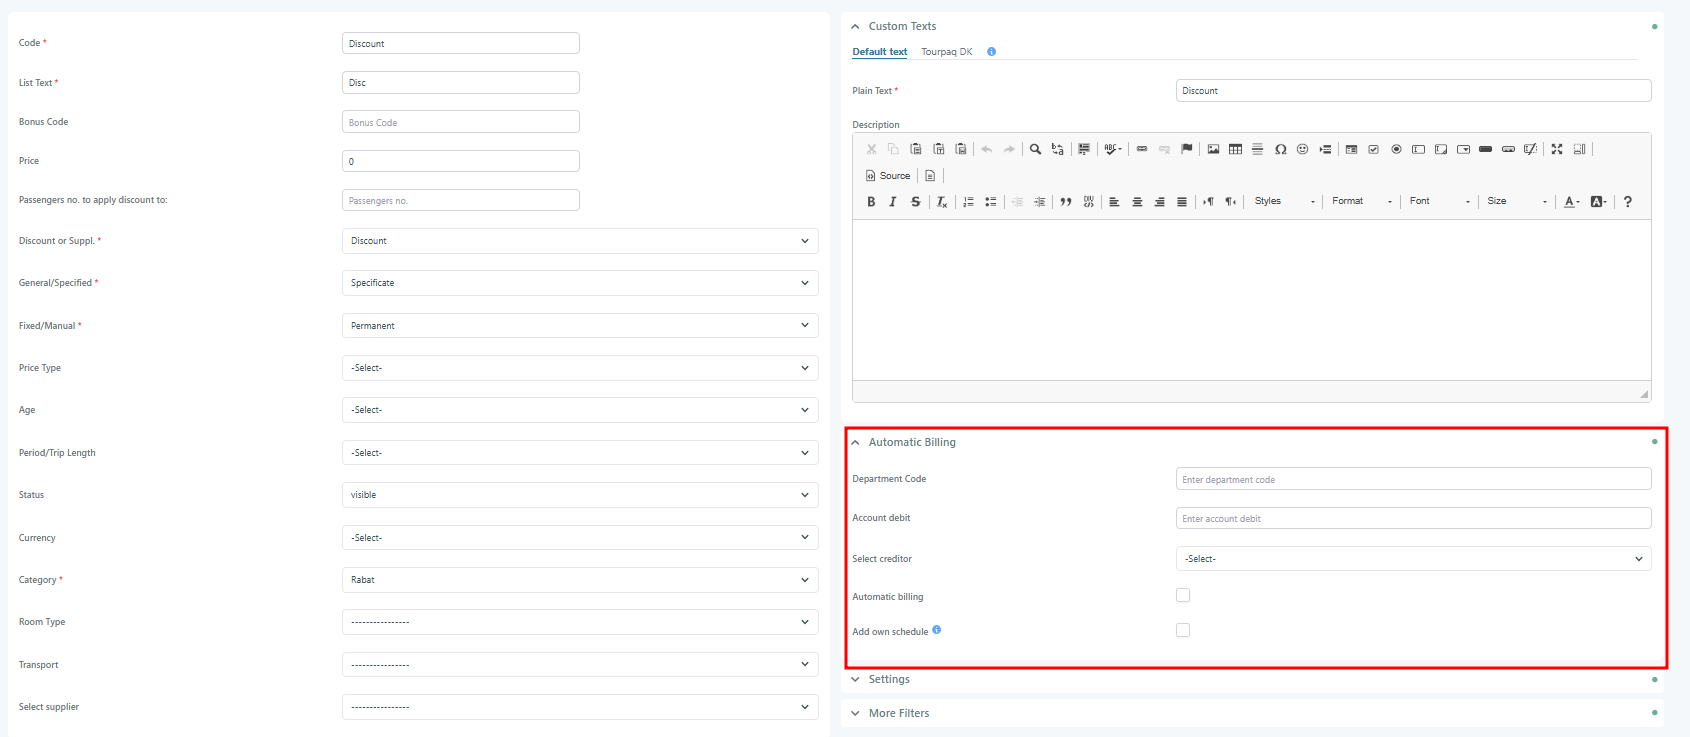 Code *
Discount
List Text *
Disc
Bonus Code
Bonus Code
Price
0
Passengers no. to apply discount to:
Passengers no.
Discount or Suppl. *
Discount
General/Specified *
Specificate
Fixed/Manual *
Permanent
Price Type
-Select-
Age
-Select-
Period/Trip Length
-Select-
Status
visible
Currency
-Select-
Category *
Rabat
Room Type
----------------
Transport
----------------
Select supplier
----------------
Custom Texts
Default text Tourpaq DK
Plain Text *
Discount
Description
Source
Styles Format Font Size
Automatic Billing
Department Code
Enter department code
Account debit
Enter account debit
Select creditor
-Select-
Automatic billing
Add own schedule
Settings
More Filters